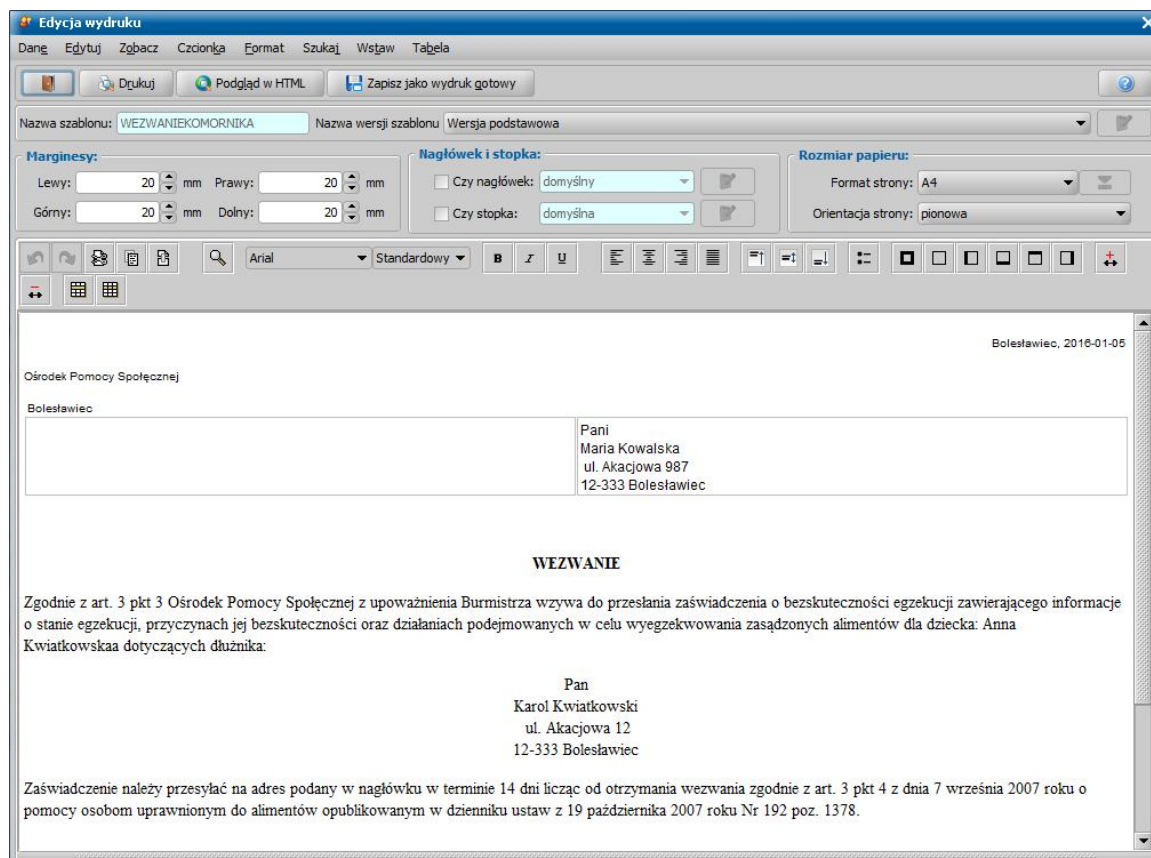 Edycja wydruku
Dane Edytuj Zobacz Czcionka Format Szukaj Wstaw Tabela
Drukuj Podgląd w HTML Zapisz jako wydruk gotowy
Nazwa szablonu: WEZWANIEKOMORNIKA Nazwa wersji szablonu Wersja podstawowa
Marginesy: Nagłówek i stopka: Rozmiar papieru:
Lewy: 20 mm Prawy: 20 mm Czy nagłówek: domyślny Format strony: A4
Górny: 20 mm Dolny: 20 mm Czy stopka: domyślna Orientacja strony: pionowa
Arial Standardowy B I U
Bolesławiec, 2016-01-05
Ośrodek Pomocy Społecznej
Bolesławiec
Pani
Maria Kowalska
ul. Akacjowa 987
12-333 Bolesławiec
WEZWANIE
Zgodnie z art. 3 pkt 3 Ośrodek Pomocy Społecznej z upoważnienia Burmistrza wzywa do przesłania zaświadczenia o bezskuteczności egzekucji zawierającego informacje
o stanie egzekucji, przyczynach jej bezskuteczności oraz działaniach podejmowanych w celu wyegzekwowania zasądzonych alimentów dla dziecka: Anna
Kwiatkowskaa dotyczących dłużnika:
Pan
Karol Kwiatkowski
ul. Akacjowa 12
12-333 Bolesławiec
Zaświadczenie należy przesyłać na adres podany w nagłówku w terminie 14 dni licząc od otrzymania wezwania zgodnie z art. 3 pkt 4 z dnia 7 września 2007 roku o
pomocy osobom uprawnionym do alimentów opublikowanym w dzienniku ustaw z 19 października 2007 roku Nr 192 poz. 1378.